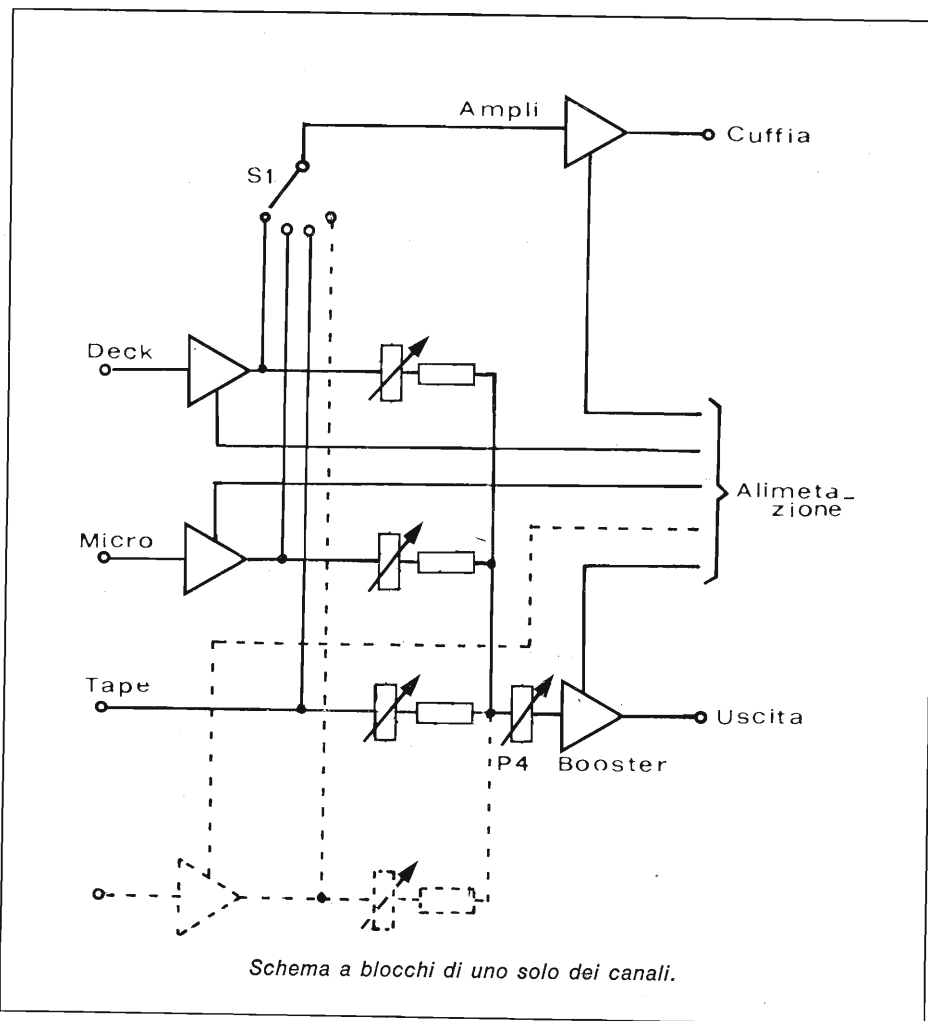 Ampli
Cuffia
S1
Deck
Alimeta_
zione
Micro
Tape
Uscita
P4 Booster
Schema a blocchi di uno solo dei canali.